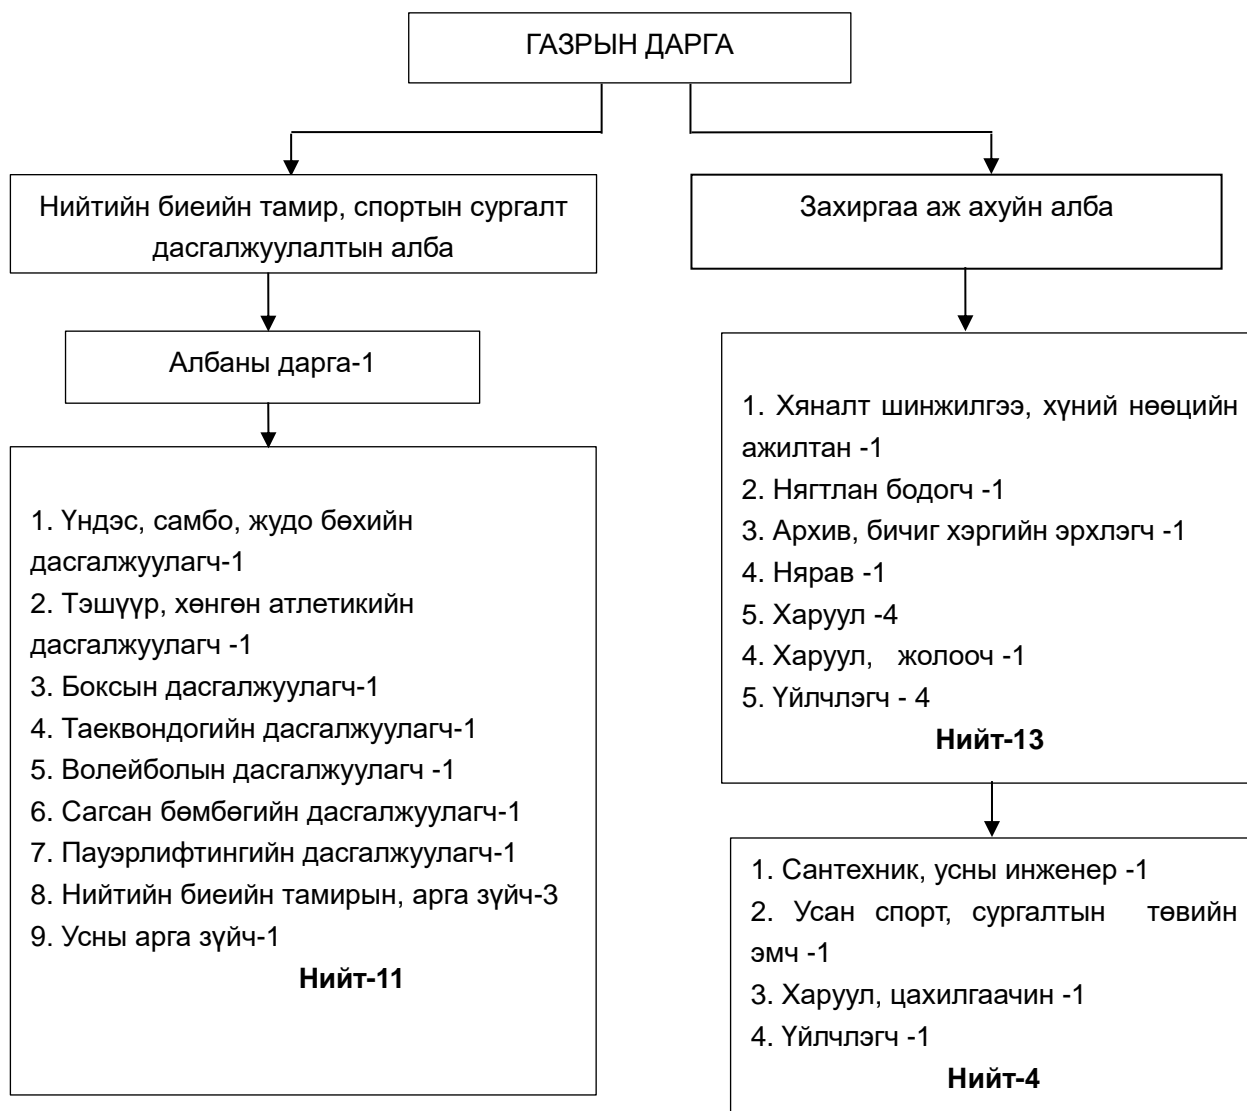 ГАЗРЫН ДАРГА
Нийтийн биеийн тамир, спортын сургалт
дасгалжуулалтын алба
Албаны дарга-1
1. Үндэс, самбо, жудо бөхийн
дасгалжуулагч-1
2. Тэшүүр, хөнгөн атлетикийн
дасгалжуулагч -1
3. Боксын дасгалжуулагч-1
4. Таеквондогийн дасгалжуулагч-1
5. Волейболын дасгалжуулагч -1
6. Сагсан бөмбөгийн дасгалжуулагч-1
7. Пауэрлифтингийн дасгалжуулагч-1
8. Нийтийн биеийн тамирын, арга зүйч-3
9. Усны арга зүйч-1
Нийт-11
Захиргаа аж ахуйн алба
1. Хяналт шинжилгээ, хүний нөөцийн
ажилтан -1
2. Нягтлан бодогч -1
3. Архив, бичиг хэргийн эрхлэгч -1
4. Нярав -1
5. Харуул -4
4. Харуул, жолооч -1
5. Үйлчлэгч - 4
Нийт-13
1. Сантехник, усны инженер -1
2. Усан спорт, сургалтын төвийн
эмч -1
3. Харуул, цахилгаачин -1
4. Үйлчлэгч -1
Нийт-4